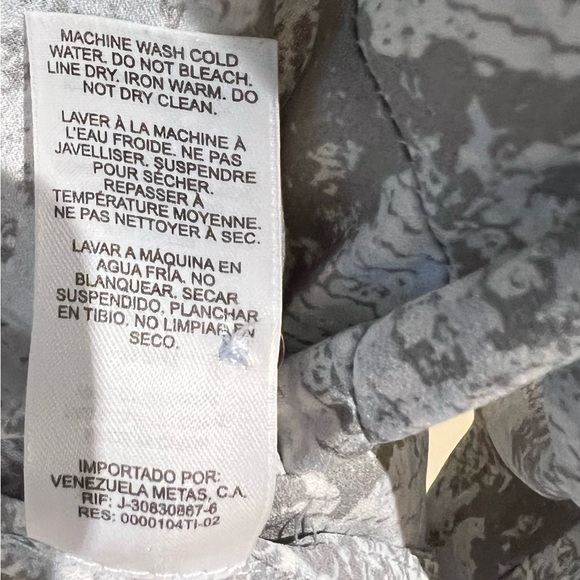 MACHINE WASH COLD
WATER. DO NOT BLEACH.
LINE DRY. IRON WARM. DO
NOT DRY CLEAN.
LAVER À LA MACHINE À
L'EAU FROIDE. NE PAS
JAVELLISER. SUSPENDRE
POUR SÉCHER.
REPASSER À
TEMPÉRATURE MOYENNE.
NE PAS NETTOYER À SEC.
LAVAR A MÁQUINA EN
AGUA FRÍA. NO
BLANQUEAR. SECAR
SUSPENDIDO. PLANCHAR
EN TIBIO. NO LIMPIAR EN
SECO.
IMPORTADO POR:
VENEZUELA METAS, C.A.
RIF: J-30830867-6
RES: 0000104TI-02